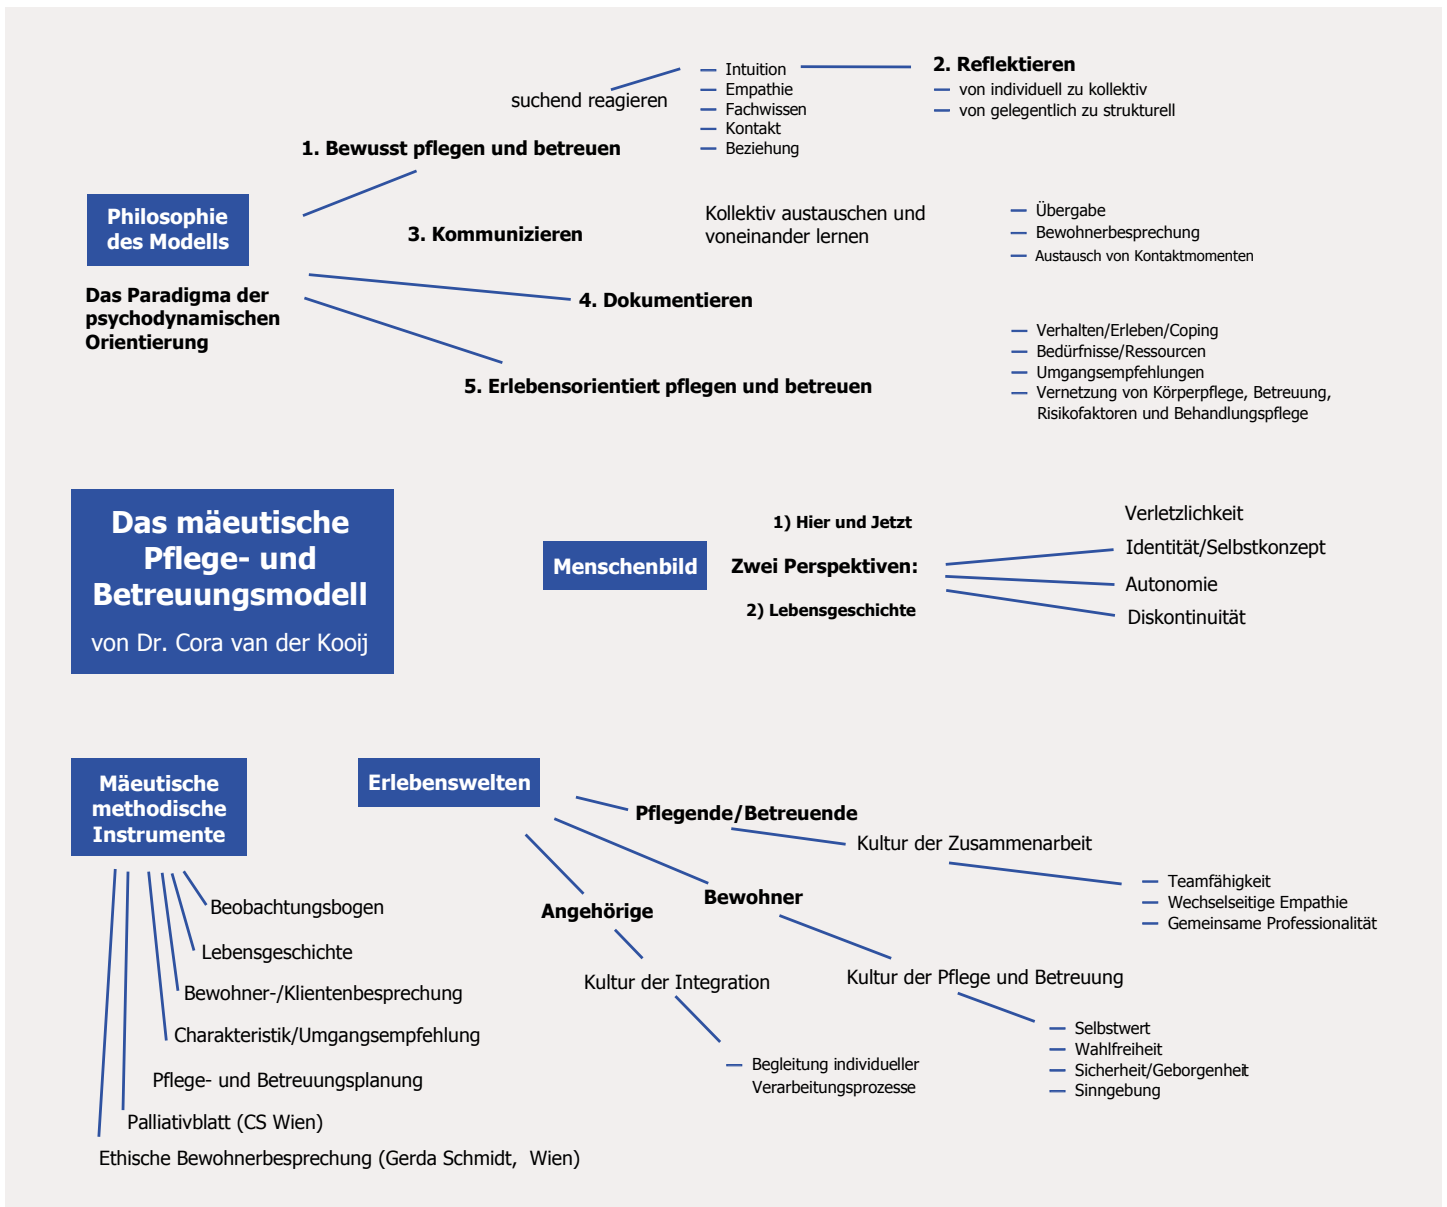 suchend reagieren
— Intuition
— Empathie
— Fachwissen
— Kontakt
— Beziehung
2. Reflektieren
— von individuell zu kollektiv
— von gelegentlich zu strukturell
1. Bewusst pflegen und betreuen
Philosophie
des Modells
Das Paradigma der
psychodynamischen
Orientierung
3. Kommunizieren
Kollektiv austauschen und
voneinander lernen
— Übergabe
— Bewohnerbesprechung
— Austausch von Kontaktmomenten
4. Dokumentieren
5. Erlebensorientiert pflegen und betreuen
— Verhalten/Erleben/Coping
— Bedürfnisse/Ressourcen
— Umgangsempfehlungen
— Vernetzung von Körperpflege, Betreuung,
Risikofaktoren und Behandlungspflege
Das mäeutische
Pflege- und
Betreuungsmodell
von Dr. Cora van der Kooij
Menschenbild
1) Hier und Jetzt
Zwei Perspektiven:
2) Lebensgeschichte
Verletzlichkeit
Identität/Selbstkonzept
Autonomie
Diskontinuität
Mäeutische
methodische
Instrumente
Beobachtungsbogen
Lebensgeschichte
Bewohner-/Klientenbesprechung
Charakteristik/Umgangsempfehlung
Pflege- und Betreuungsplanung
Palliativblatt (CS Wien)
Ethische Bewohnerbesprechung (Gerda Schmidt, Wien)
Erlebenswelten
Pflegende/Betreuende
Kultur der Zusammenarbeit
— Teamfähigkeit
— Wechselseitige Empathie
— Gemeinsame Professionalität
Bewohner
Kultur der Pflege und Betreuung
— Selbstwert
— Wahlfreiheit
— Sicherheit/Geborgenheit
— Sinngebung
Angehörige
Kultur der Integration
— Begleitung individueller
Verarbeitungsprozesse